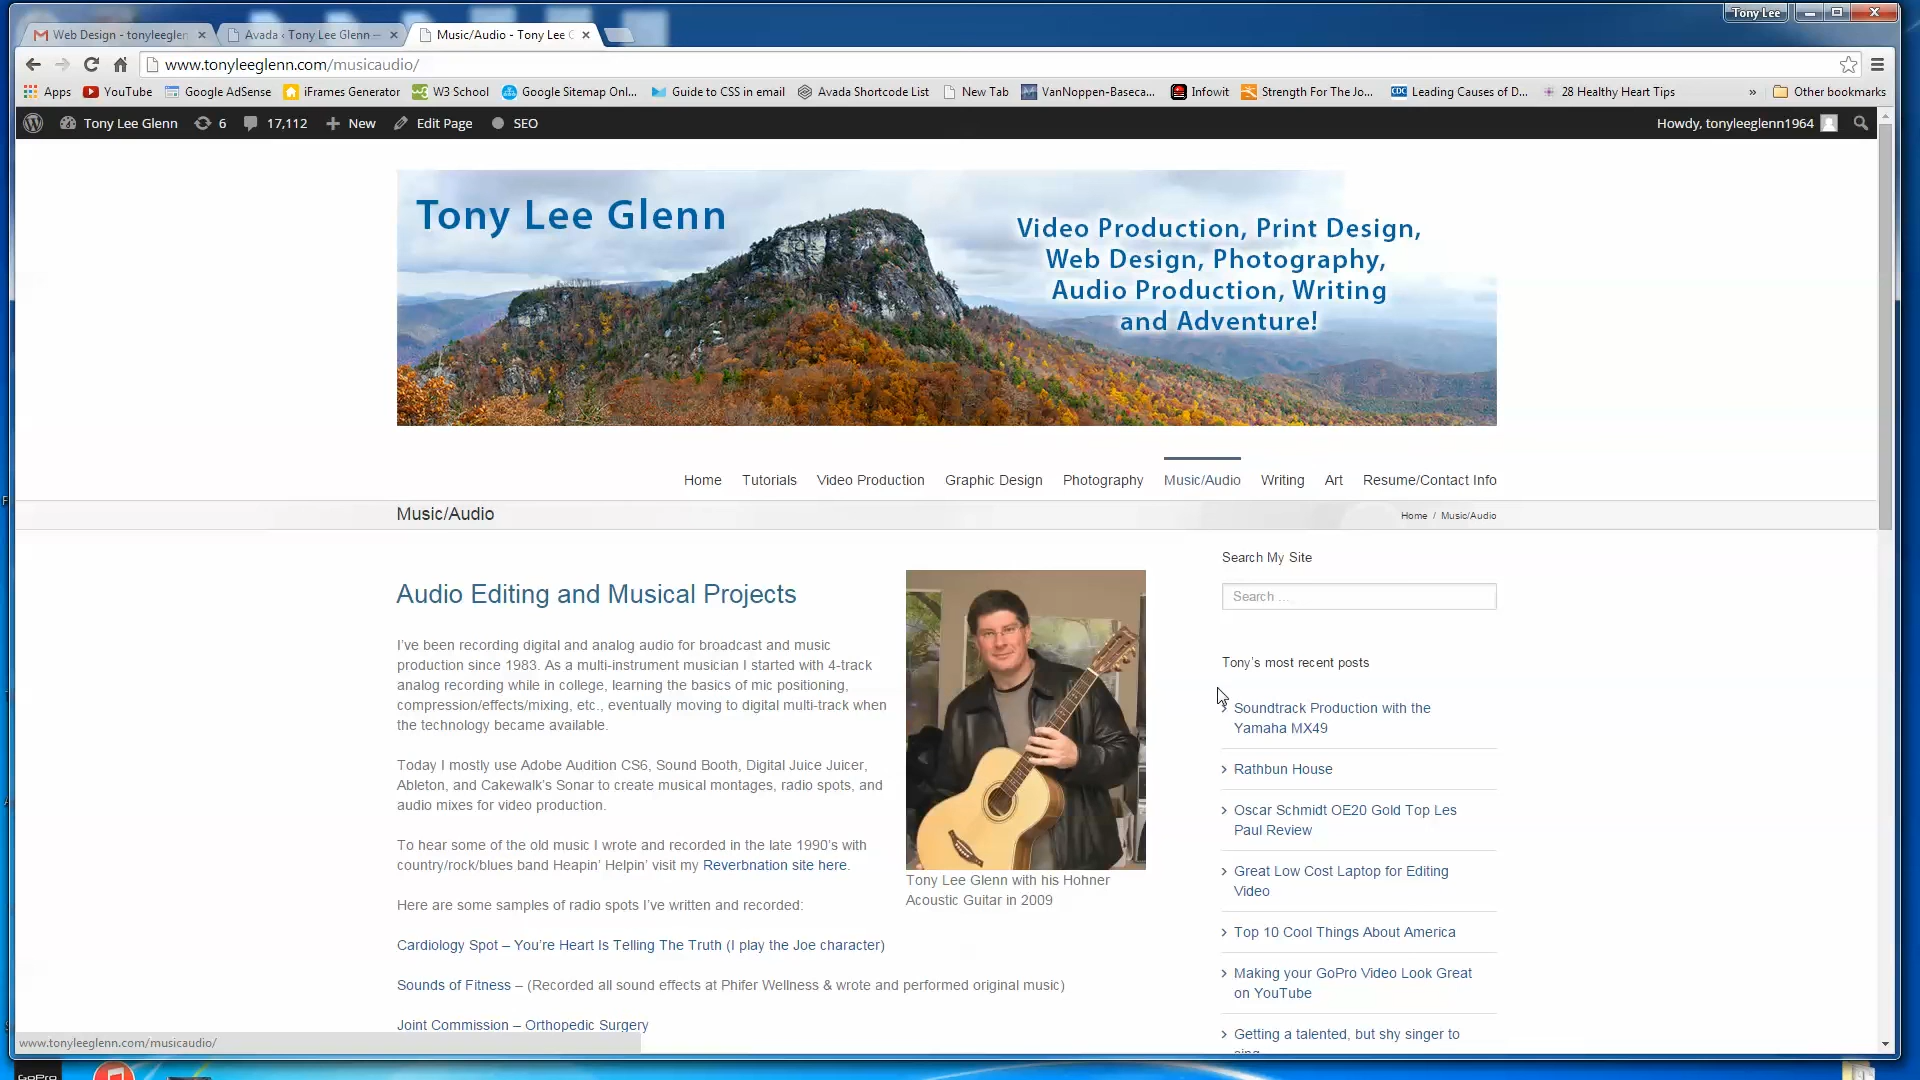 Tony Lee
Web Design - tonyleeglen
Avada ‹ Tony Lee Glenn —
Music/Audio - Tony Lee G
www.tonyleeglenn.com/musicaudio/
Apps
YouTube
Google AdSense
iFrames Generator
W3 School
Google Sitemap Onl...
Guide to CSS in email
Avada Shortcode List
New Tab
VanNoppen-Baseca...
Infowit
Strength For The Jo...
Leading Causes of D...
28 Healthy Heart Tips
»
Other bookmarks
Tony Lee Glenn
6
17,112
+ New
Edit Page
SEO
Howdy, tonyleeglenn1964
Tony Lee Glenn
Video Production, Print Design,
Web Design, Photography,
Audio Production, Writing
and Adventure!
Home
Tutorials
Video Production
Graphic Design
Photography
Music/Audio
Writing
Art
Resume/Contact Info
Music/Audio
Home / Music/Audio
Audio Editing and Musical Projects
I've been recording digital and analog audio for broadcast and music
production since 1983. As a multi-instrument musician I started with 4-track
analog recording while in college, learning the basics of mic positioning,
compression/effects/mixing, etc., eventually moving to digital multi-track when
the technology became available.
Today I mostly use Adobe Audition CS6, Sound Booth, Digital Juice Juicer,
Ableton, and Cakewalk's Sonar to create musical montages, radio spots, and
audio mixes for video production.
To hear some of the old music I wrote and recorded in the late 1990's with
country/rock/blues band Heapin' Helpin' visit my Reverbnation site here.
Here are some samples of radio spots I've written and recorded:
Cardiology Spot – You're Heart Is Telling The Truth (I play the Joe character)
Sounds of Fitness – (Recorded all sound effects at Phifer Wellness & wrote and performed original music)
Joint Commission – Orthopedic Surgery
Tony Lee Glenn with his Hohner
Acoustic Guitar in 2009
Search My Site
Search ...
Tony's most recent posts
Soundtrack Production with the
Yamaha MX49
Rathbun House
Oscar Schmidt OE20 Gold Top Les
Paul Review
Great Low Cost Laptop for Editing
Video
Top 10 Cool Things About America
Making your GoPro Video Look Great
on YouTube
Getting a talented, but shy singer to
sing
www.tonyleeglenn.com/musicaudio/
GoPro